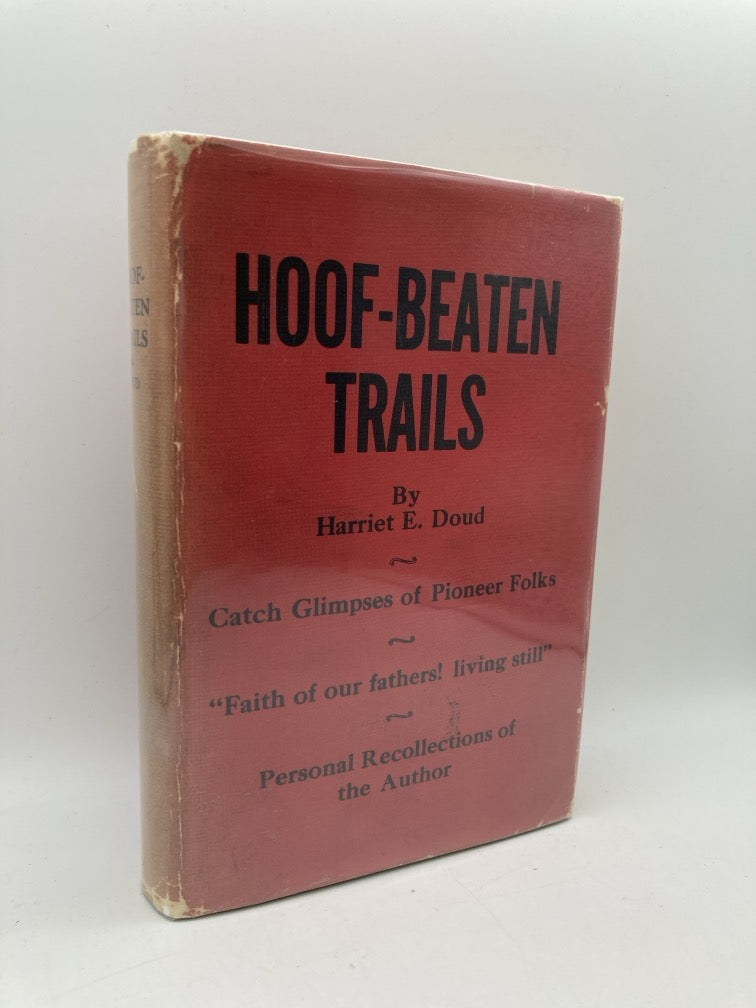 HOOF-BEATEN
TRAILS
By
Harriet E. Doud
Catch Glimpses of Pioneer Folks
"Faith of our fathers! living still"
Personal Recollections of
the Author